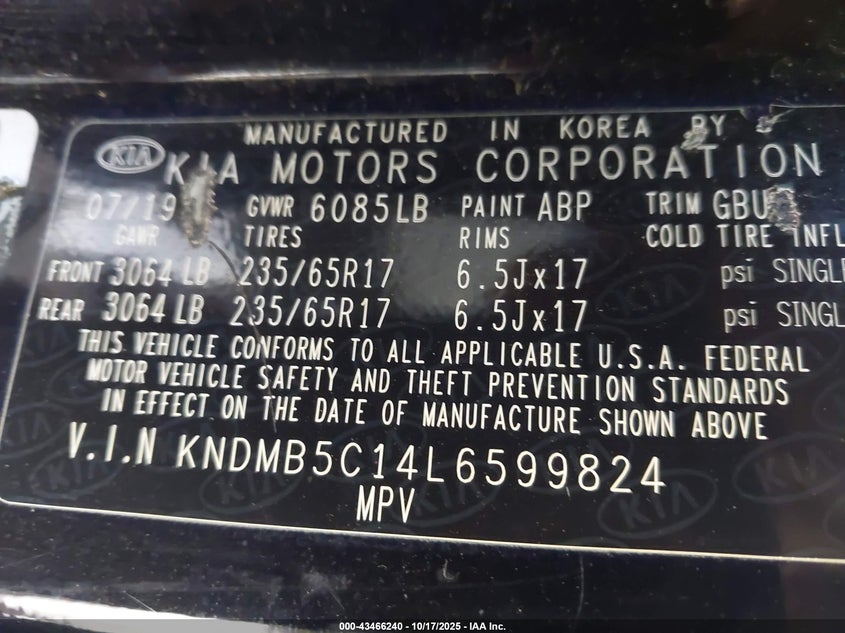 MANUFACTURED IN KOREA BY
KIA KIA MOTORS CORPORATION
07/19 GVWR 6085LB PAINT ABP TRIM GBU
GAWR TIRES RIMS COLD TIRE INFL
FRONT 3064 LB 235/65R17 6.5Jx17 psi SINGLE
REAR 3064 LB 235/65R17 6.5Jx17 psi SINGL
THIS VEHICLE CONFORMS TO ALL APPLICABLE U.S.A. FEDERAL
MOTOR VEHICLE SAFETY AND THEFT PREVENTION STANDARDS
IN EFFECT ON THE DATE OF MANUFACTURE SHOWN ABOVE
V.I.N KNDMB5C14L6599824
MPV
000-43466240 - 10/17/2025 - IAA Inc.